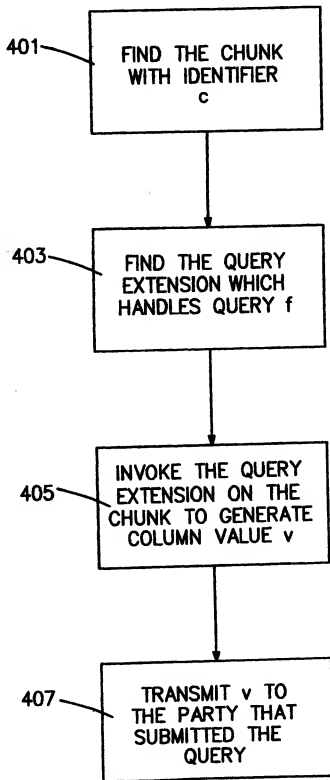 401
FIND THE CHUNK
WITH IDENTIFIER
c
403
FIND THE QUERY
EXTENSION WHICH
HANDLES QUERY f
405
INVOKE THE QUERY
EXTENSION ON THE
CHUNK TO GENERATE
COLUMN VALUE v
407
TRANSMIT v TO
THE PARTY THAT
SUBMITTED THE
QUERY